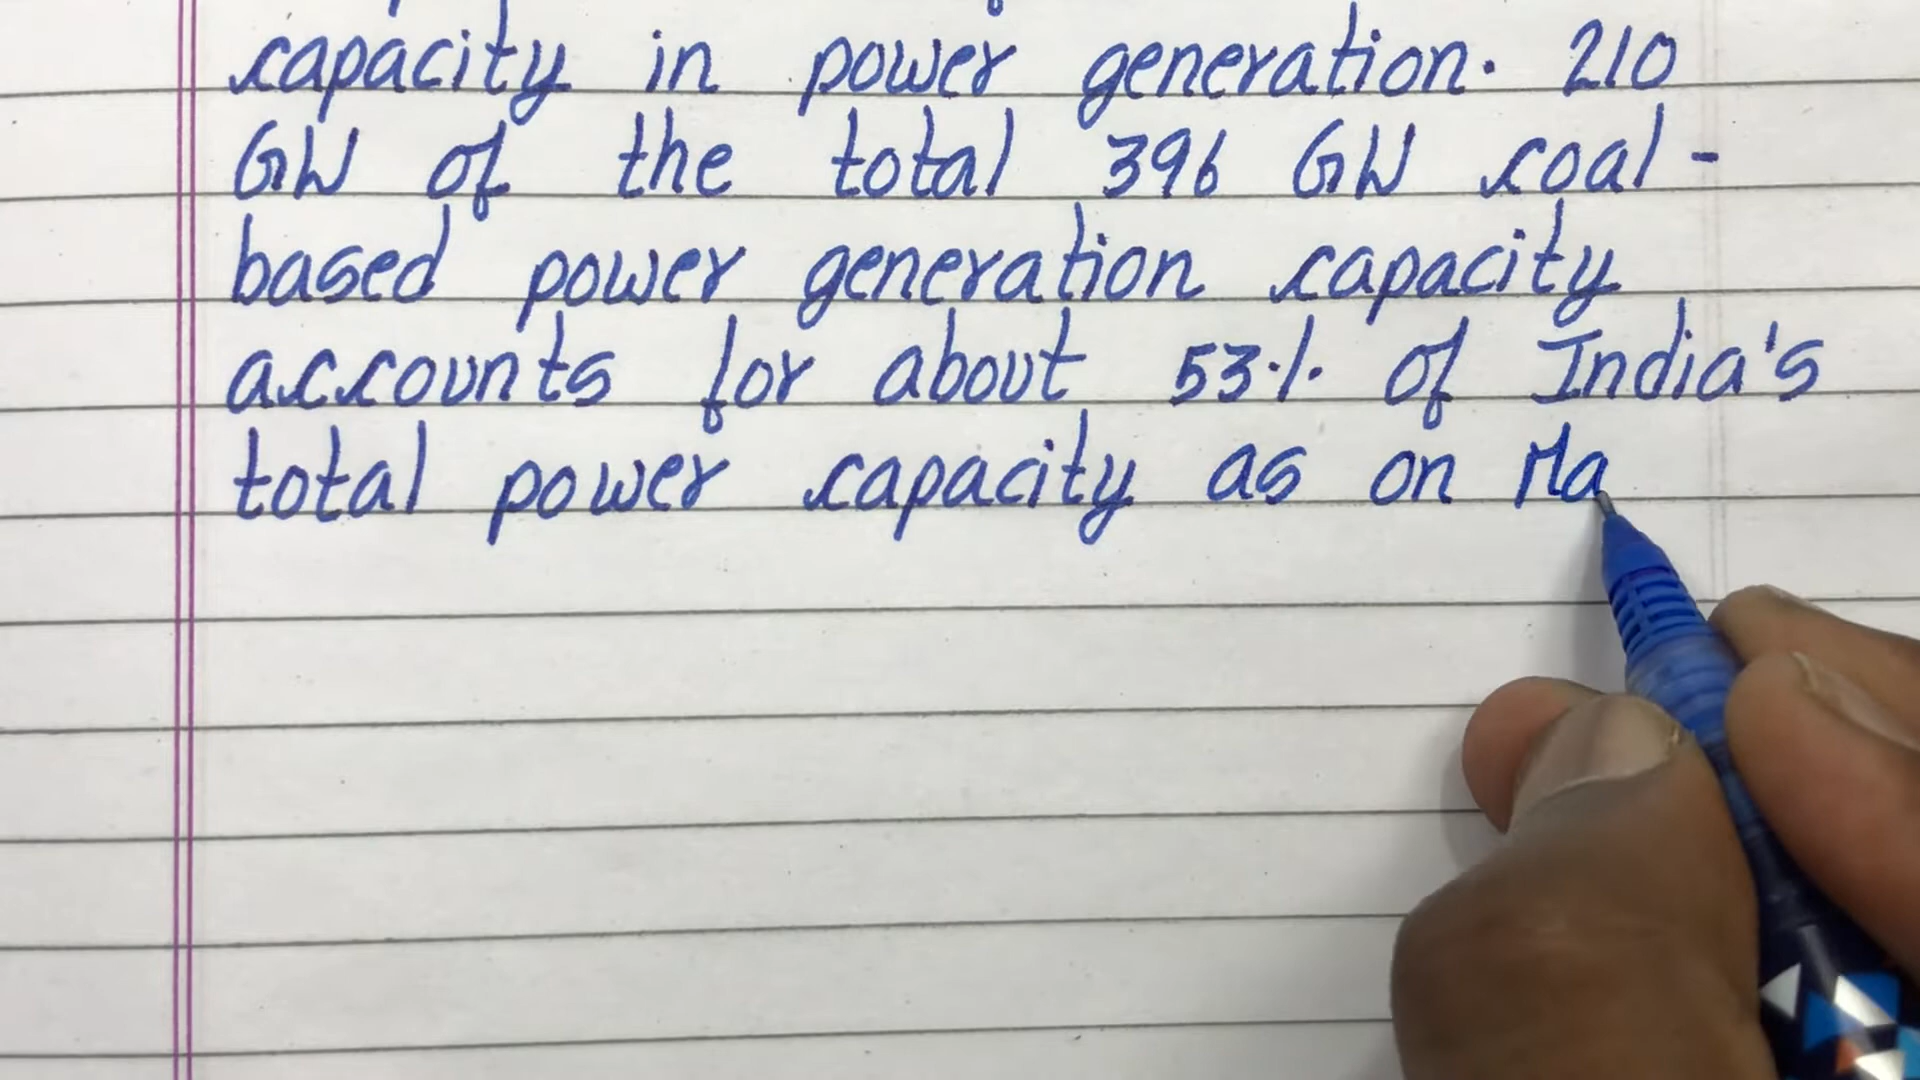 capacity in power generation. 210
GW of the total 396 GW coal-
based power generation capacity
accounts for about 53% of India's
total power capacity as on Ma